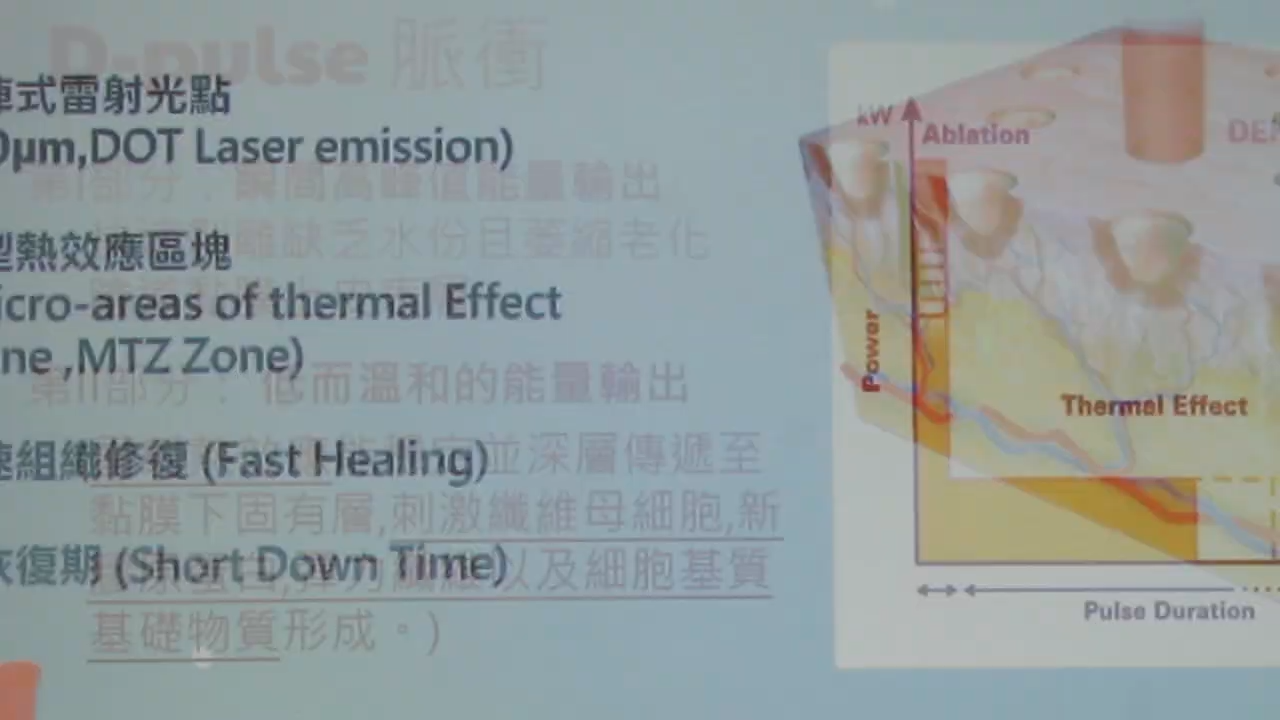 D-pulse 脈衝
陣式雷射光點
0µm,DOT Laser emission)
第I部分：瞬間高峰值能量輸出
離缺乏水份且萎縮老化
型熱效應區塊
icro-areas of thermal Effect
ne ,MTZ Zone)
第II部分：低而溫和的能量輸出
速組織修復 (Fast Healing)
並深層傳遞至
黏膜下固有層,刺激纖維母細胞,新
恢復期 (Short Down Time)
以及細胞基質
基礎物質形成。)
kW
Ablation
Power
Thermal Effect
Pulse Duration